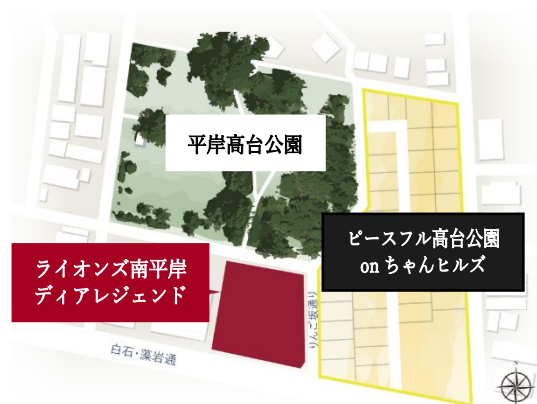 平岸高台公園
ピースフル高台公園
onちゃんヒルズ
ライオンズ南平岸
ディアレジェンド
りんご坂通り
白石・藻岩通